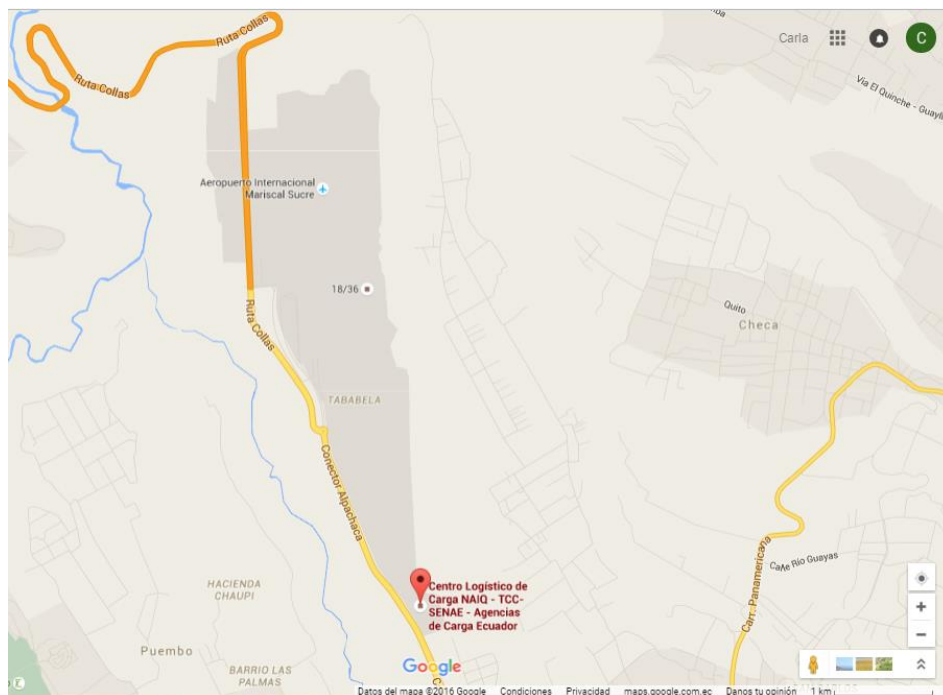 Ruta Collas
Carla
C
Ruta Collas
Vía El Quinche - Guayll
Aeropuerto Internacional
Mariscal Sucre
18/36
Ruta Collas
Quito
Checa
TABABELA
Conector Alpachaca
Carr. Panamericana
Calle Río Guayas
HACIENDA
CHAUPI
Centro Logístico de
Carga NAIQ - TCC-
SENAE - Agencias
de Carga Ecuador
Puembo
BARRIO LAS
PALMAS
Google
Datos del mapa ©2016 Google Condiciones Privacidad maps.google.com.ec Danos tu opinión 1 km